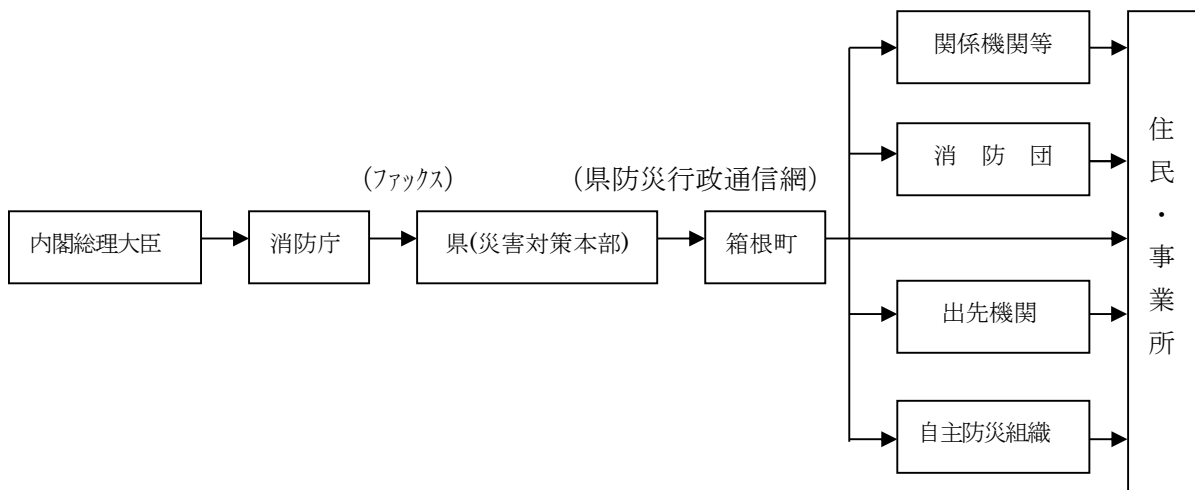 関係機関等
消 防 団
(ファックス)
(県防災行政通信網)
内閣総理大臣
消防庁
県(災害対策本部)
箱根町
出先機関
自主防災組織
住民・事業所